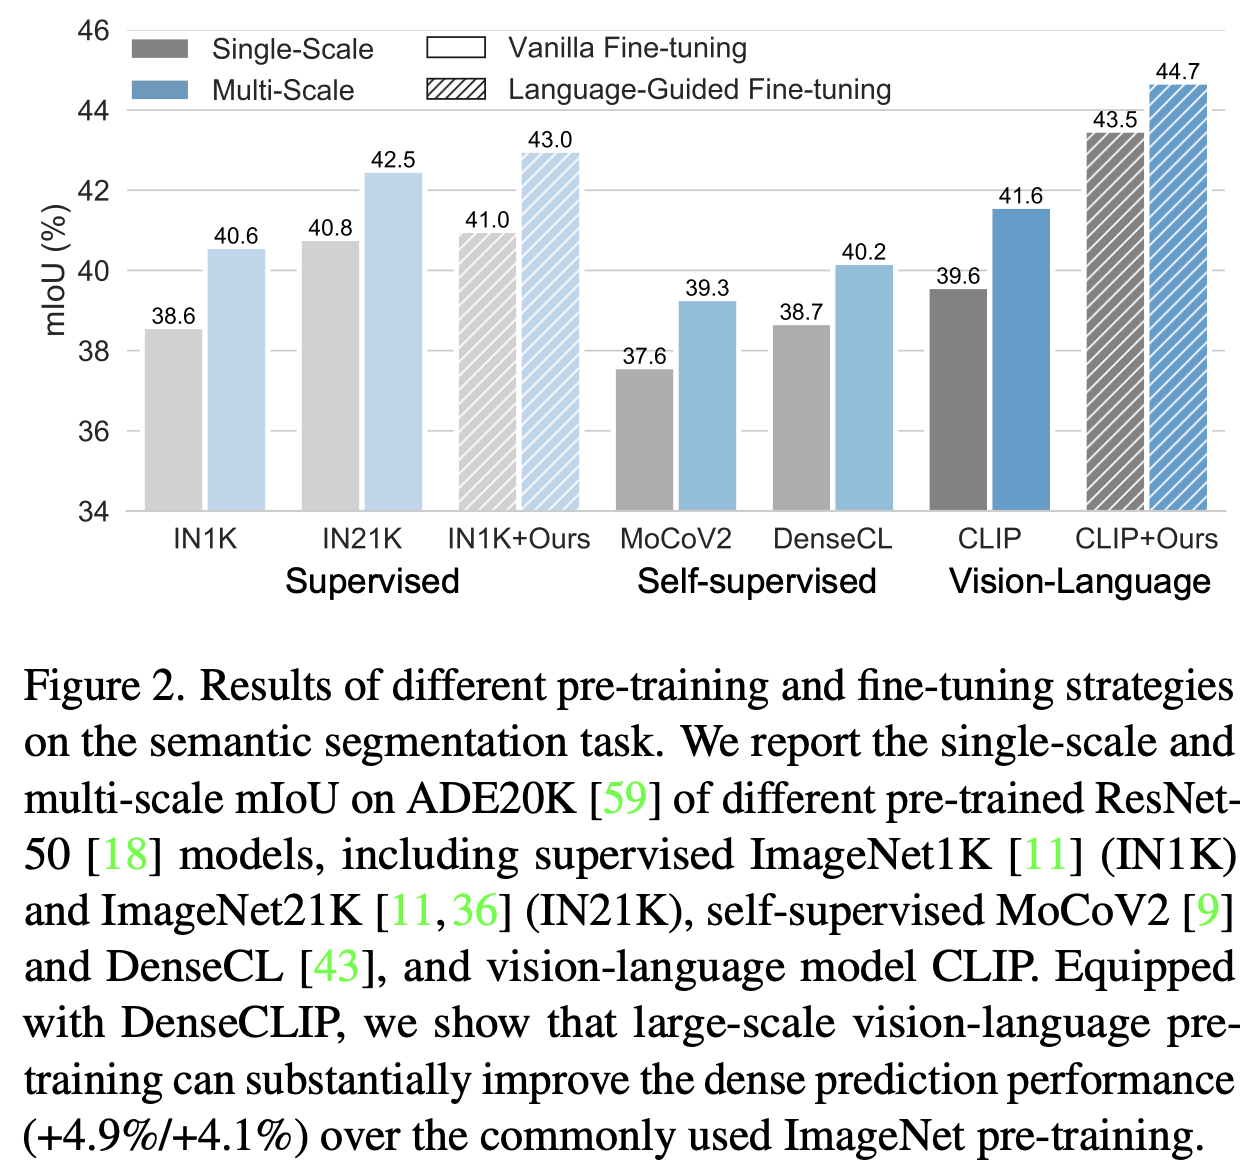 46
Single-Scale
Vanilla Fine-tuning
Multi-Scale
Language-Guided Fine-tuning
44
42
40
38
36
34
mIoU (%)
38.6
40.6
40.8
42.5
41.0
43.0
37.6
39.3
38.7
40.2
39.6
41.6
43.5
44.7
IN1K
IN21K
IN1K+Ours
MoCoV2
DenseCL
CLIP
CLIP+Ours
Supervised
Self-supervised
Vision-Language
Figure 2. Results of different pre-training and fine-tuning strategies
on the semantic segmentation task. We report the single-scale and
multi-scale mIoU on ADE20K [59] of different pre-trained ResNet-
50 [18] models, including supervised ImageNet1K [11] (IN1K)
and ImageNet21K [11, 36] (IN21K), self-supervised MoCoV2 [9]
and DenseCL [43], and vision-language model CLIP. Equipped
with DenseCLIP, we show that large-scale vision-language pre-
training can substantially improve the dense prediction performance
(+4.9%/+4.1%) over the commonly used ImageNet pre-training.